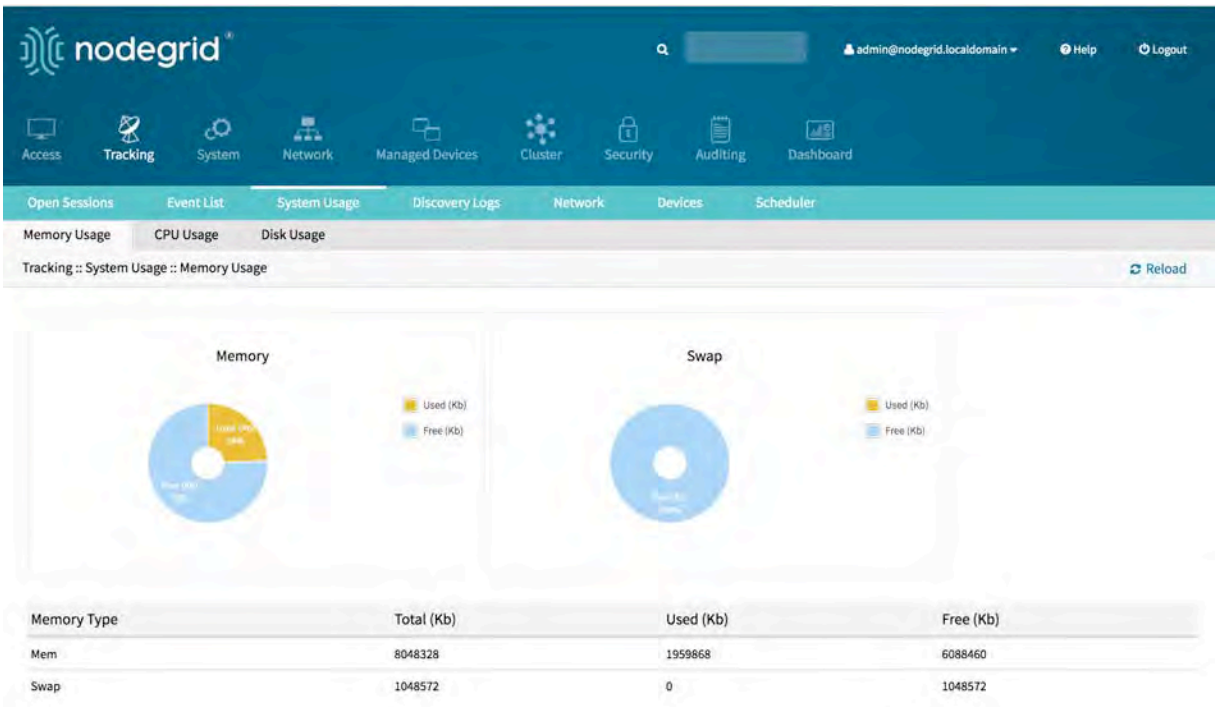 nodegrid®
admin@nodegrid.localdomain Help Logout
Access Tracking System Network Managed Devices Cluster Security Auditing Dashboard
Open Sessions Event List System Usage Discovery Logs Network Devices Scheduler
Memory Usage CPU Usage Disk Usage
Tracking :: System Usage :: Memory Usage Reload
Memory Swap
Used (Kb) Used (Kb)
Free (Kb) Free (Kb)
Memory Type Total (Kb) Used (Kb) Free (Kb)
Mem 8048328 1959868 6088460
Swap 1048572 0 1048572